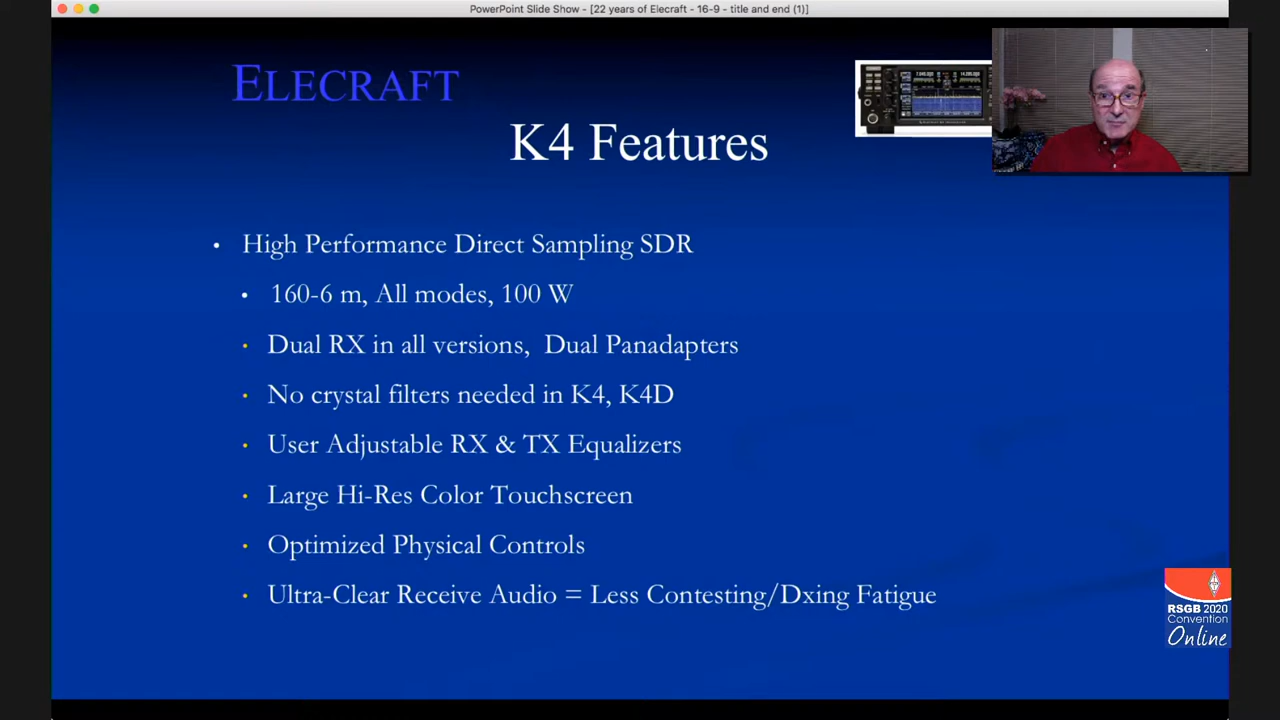 PowerPoint Slide Show - [22 years of Elecraft - 16-9 - title and end (1)]
ELECRAFT
K4 Features
• High Performance Direct Sampling SDR
• 160-6 m, All modes, 100 W
• Dual RX in all versions, Dual Panadapters
• No crystal filters needed in K4, K4D
• User Adjustable RX & TX Equalizers
• Large Hi-Res Color Touchscreen
• Optimized Physical Controls
• Ultra-Clear Receive Audio = Less Contesting/Dxing Fatigue
RSGB 2020
Convention
Online